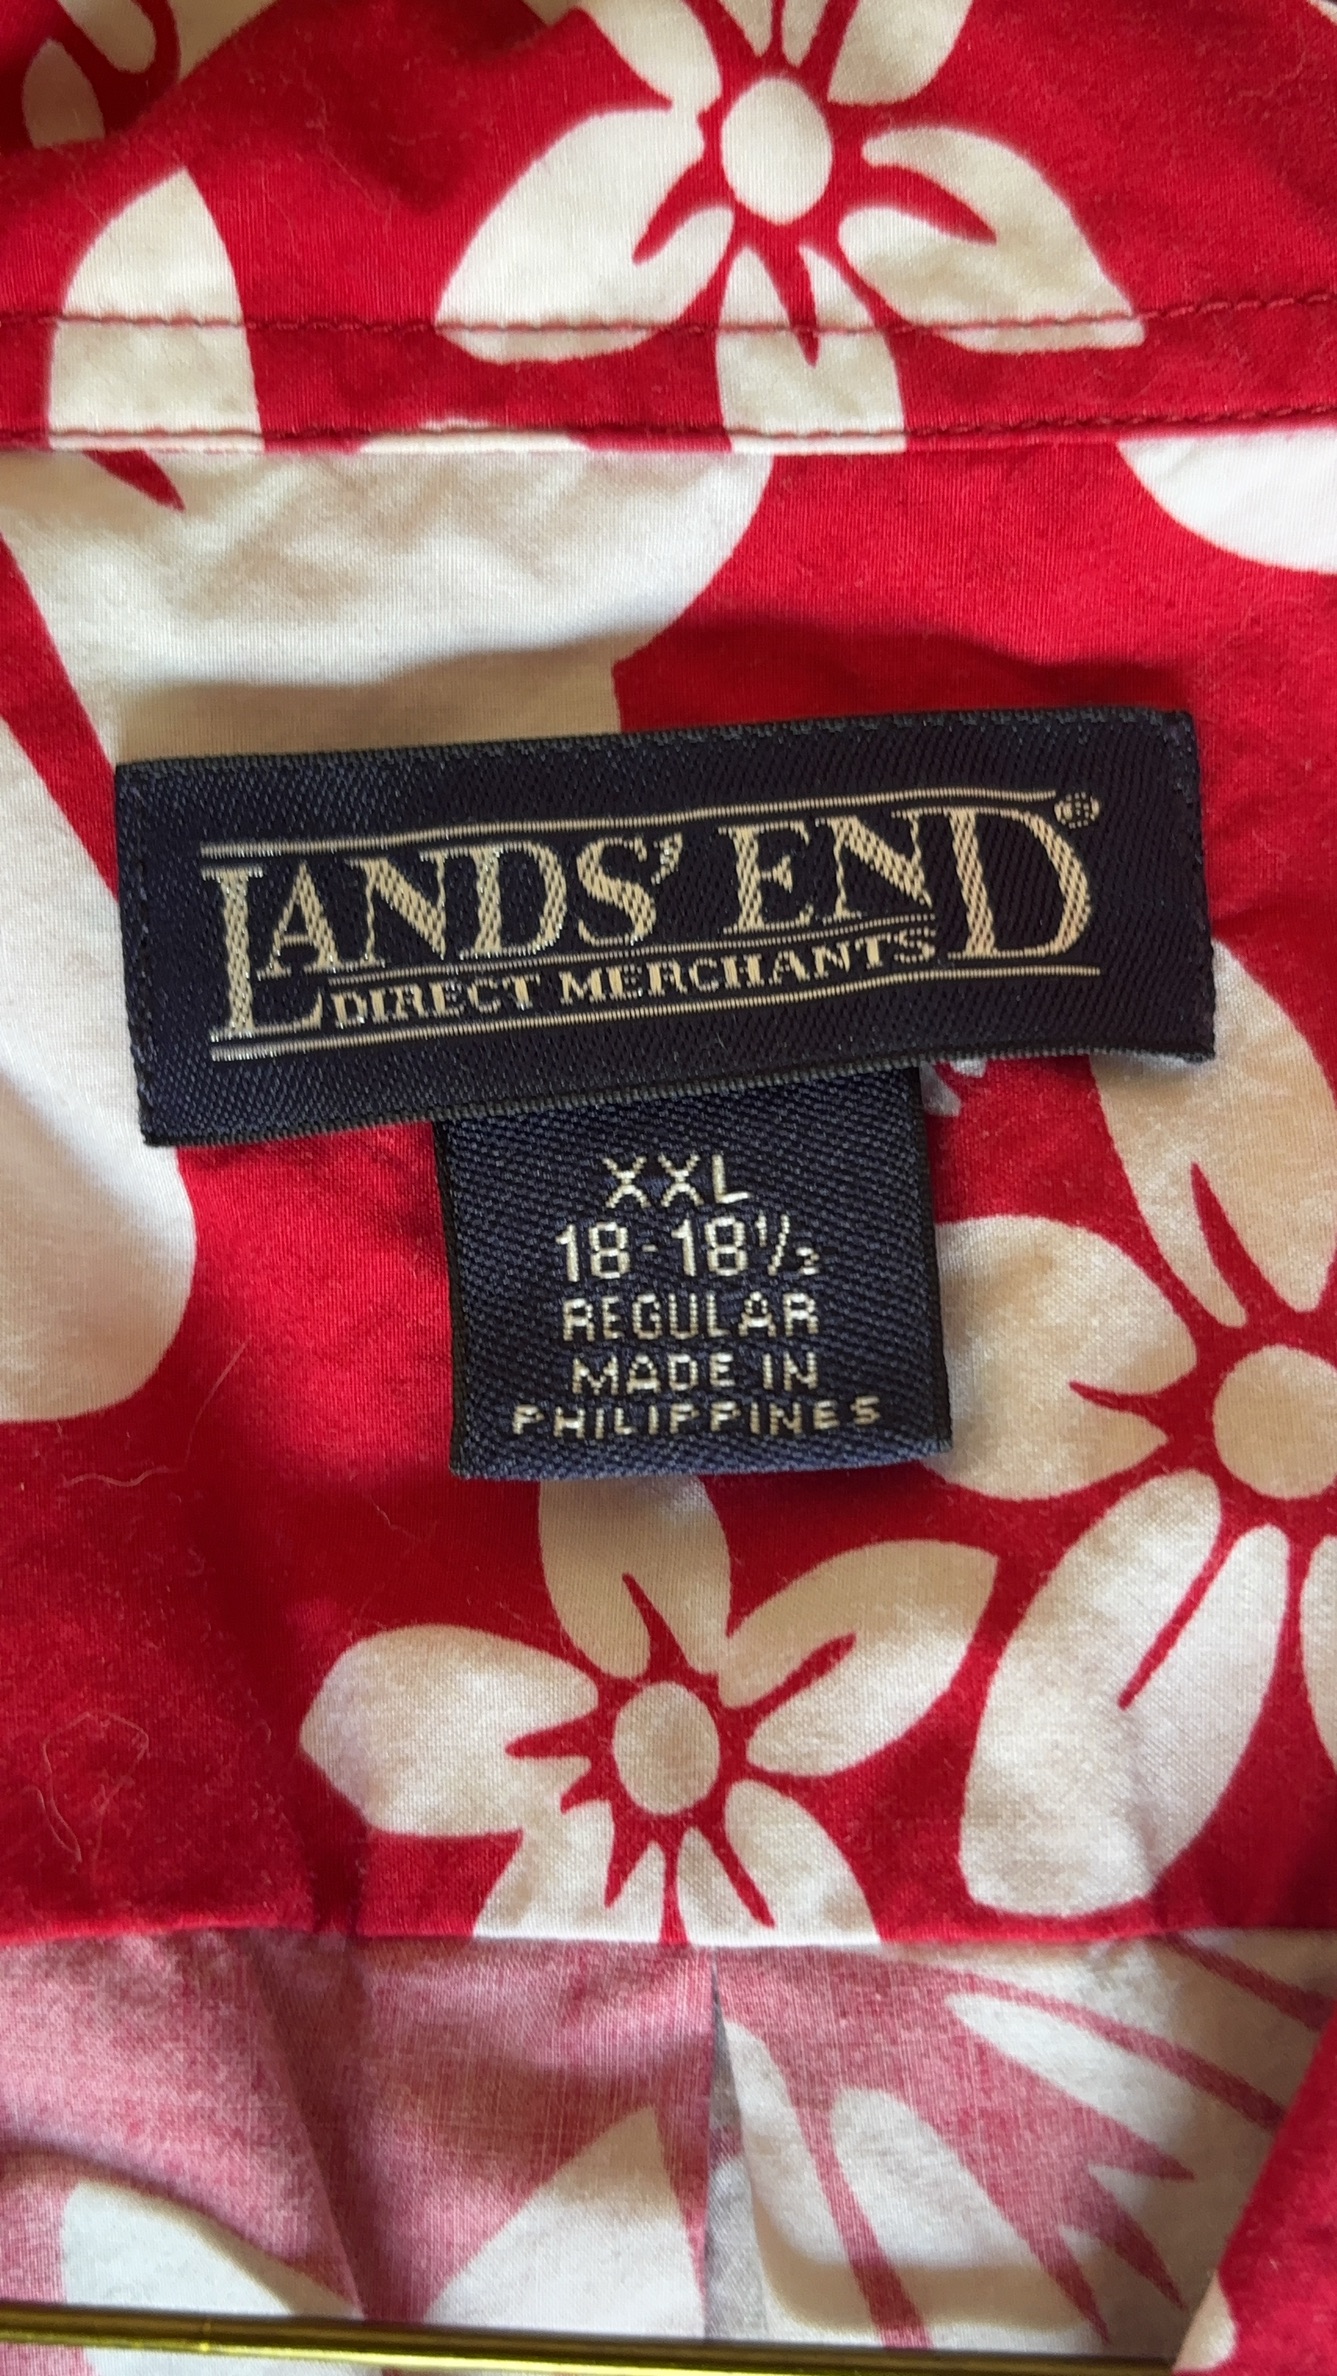 LANDS' END®
DIRECT MERCHANTS
XXL
18-18½
REGULAR
MADE IN
PHILIPPINES